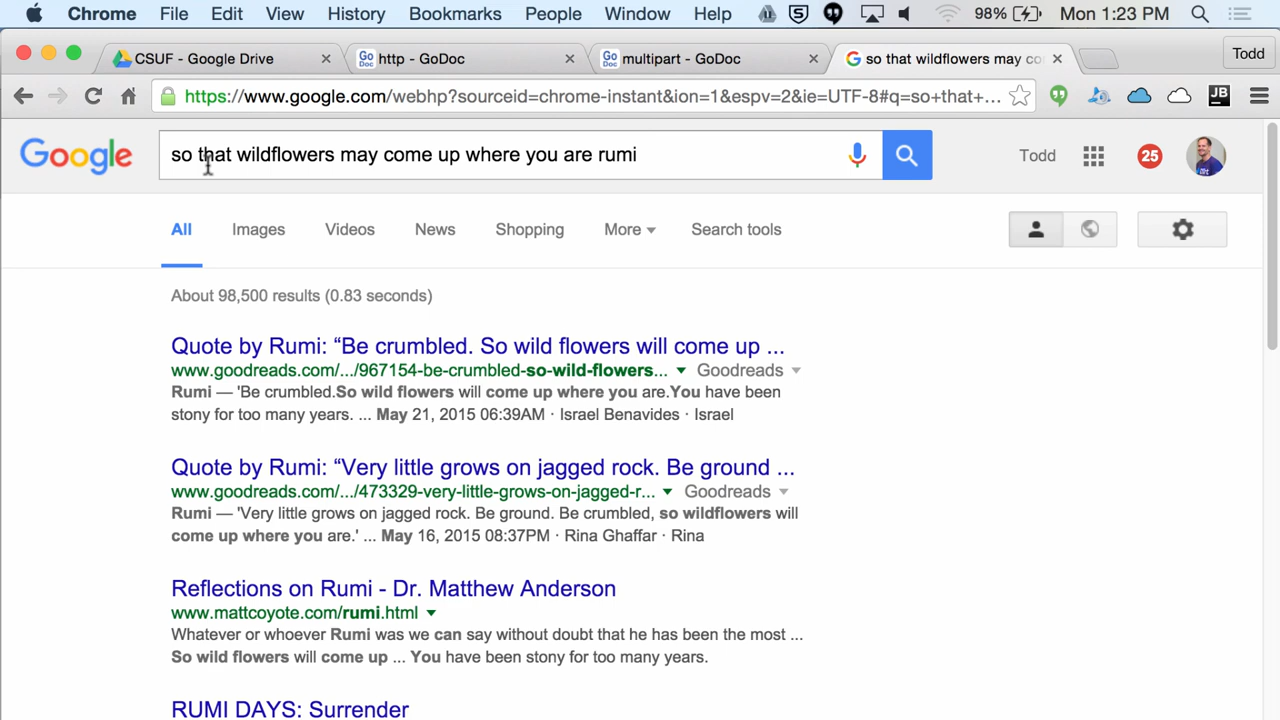 Chrome File Edit View History Bookmarks People Window Help 98% Mon 1:23 PM
CSUF - Google Drive http - GoDoc multipart - GoDoc so that wildflowers may co Todd
https://www.google.com/webhp?sourceid=chrome-instant&ion=1&espv=2&ie=UTF-8#q=so+that+...
Google so that wildflowers may come up where you are rumi Todd 25
All Images Videos News Shopping More Search tools
About 98,500 results (0.83 seconds)
Quote by Rumi: “Be crumbled. So wild flowers will come up ...
www.goodreads.com/.../967154-be-crumbled-so-wild-flowers... Goodreads
Rumi — 'Be crumbled.So wild flowers will come up where you are.You have been
stony for too many years. ... May 21, 2015 06:39AM · Israel Benavides · Israel
Quote by Rumi: “Very little grows on jagged rock. Be ground ...
www.goodreads.com/.../473329-very-little-grows-on-jagged-r... Goodreads
Rumi — 'Very little grows on jagged rock. Be ground. Be crumbled, so wildflowers will
come up where you are.' ... May 16, 2015 08:37PM · Rina Ghaffar · Rina
Reflections on Rumi - Dr. Matthew Anderson
www.mattcoyote.com/rumi.html
Whatever or whoever Rumi was we can say without doubt that he has been the most ...
So wild flowers will come up ... You have been stony for too many years.
RUMI DAYS: Surrender